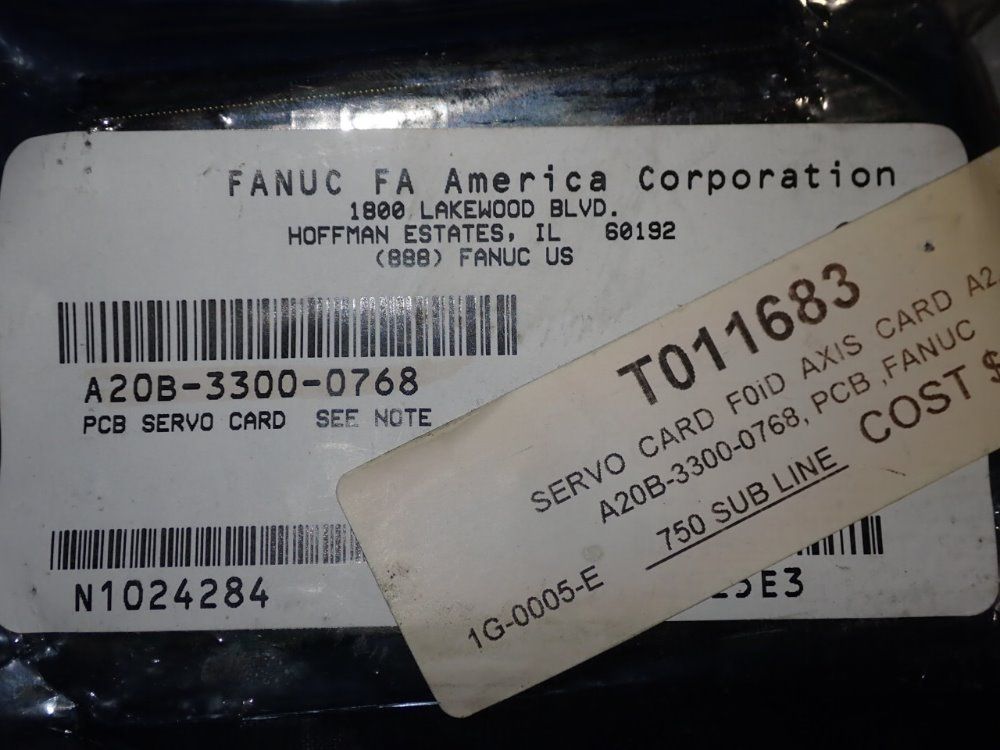 FANUC FA America Corporation
1800 LAKEWOOD BLVD.
HOFFMAN ESTATES, IL 60192
(888) FANUC US
A20B-3300-0768
PCB SERVO CARD SEE NOTE
N1024284
E3
T011683
SERVO CARD F0iD AXIS CARD A2
A20B-3300-0768, PCB ,FANUC
750 SUB LINE COST $
1G-0005-E